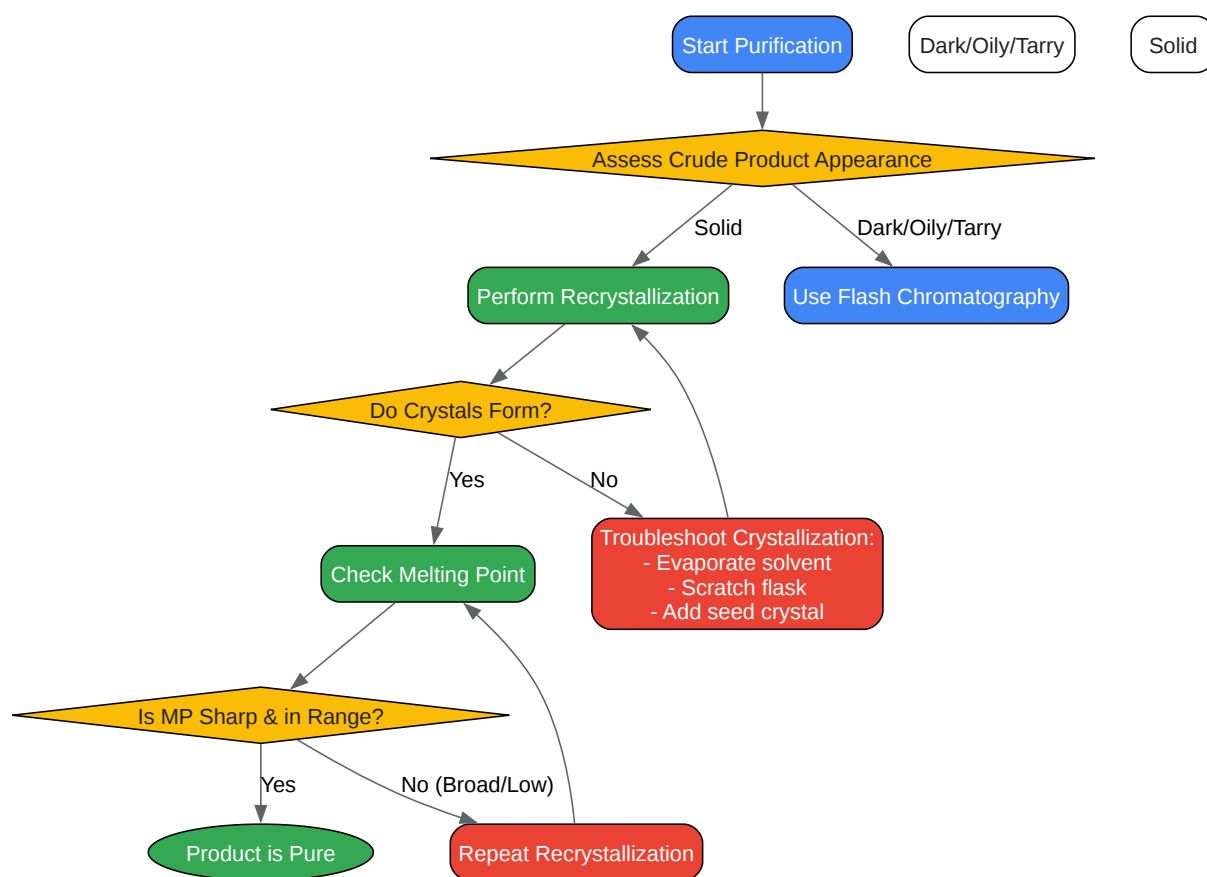 Start Purification
Dark/Oily/Tarry
Solid
Assess Crude Product Appearance
Solid
Dark/Oily/Tarry
Perform Recrystallization
Use Flash Chromatography
Do Crystals Form?
Yes
No
Troubleshoot Crystallization:
- Evaporate solvent
- Scratch flask
- Add seed crystal
Check Melting Point
Is MP Sharp & in Range?
Yes
No (Broad/Low)
Product is Pure
Repeat Recrystallization